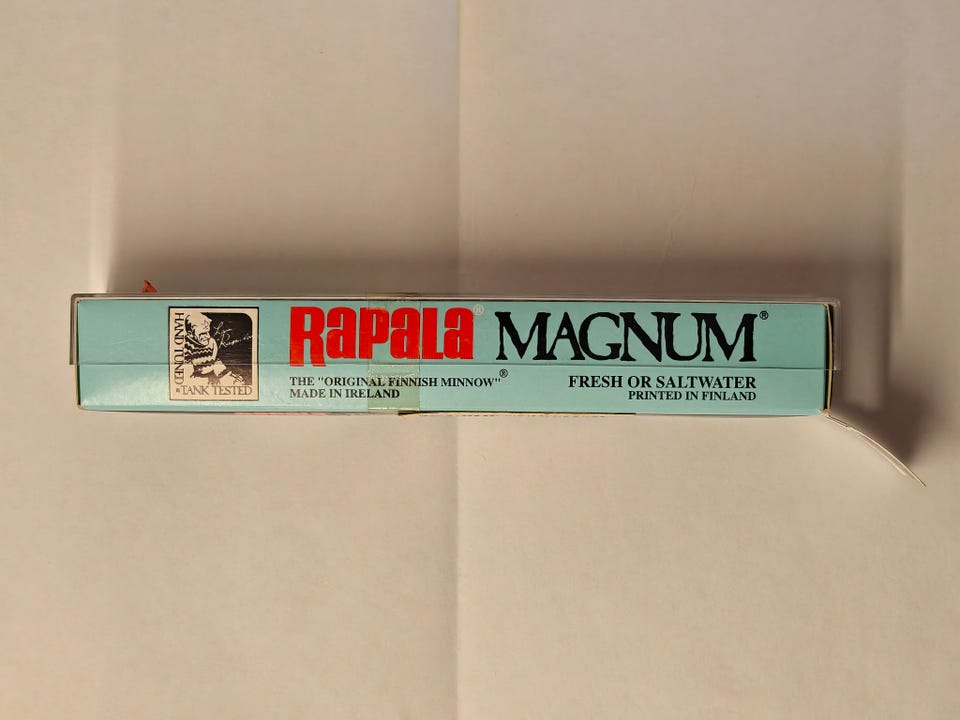 HAND TUNED
TANK TESTED
Rapala® MAGNUM®
THE "ORIGINAL FINNISH MINNOW"®
MADE IN IRELAND
FRESH OR SALTWATER
PRINTED IN FINLAND